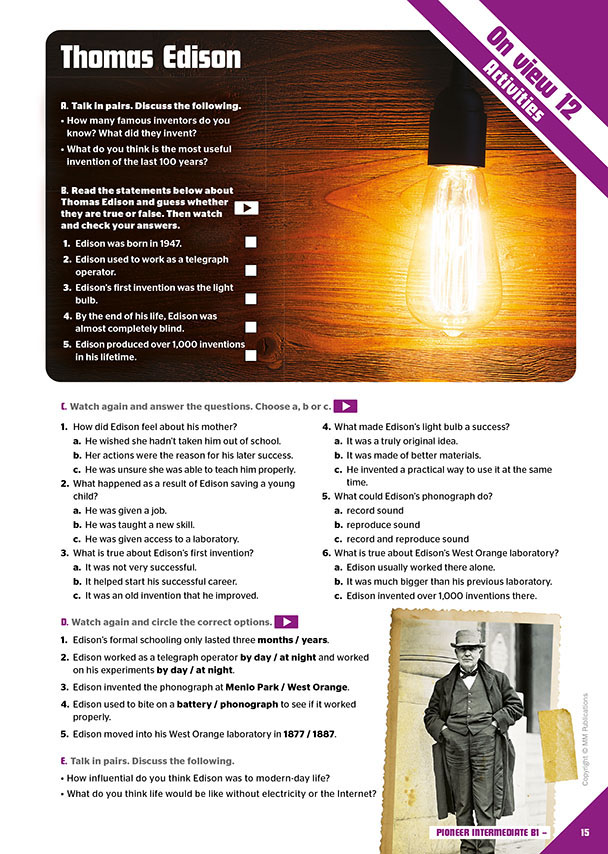 On view 12
Activities
Thomas Edison
A. Talk in pairs. Discuss the following.
• How many famous inventors do you
know? What did they invent?
• What do you think is the most useful
invention of the last 100 years?
B. Read the statements below about
Thomas Edison and guess whether
they are true or false. Then watch
and check your answers.
1. Edison was born in 1947.
2. Edison used to work as a telegraph
operator.
3. Edison's first invention was the light
bulb.
4. By the end of his life, Edison was
almost completely blind.
5. Edison produced over 1,000 inventions
in his lifetime.
C. Watch again and answer the questions. Choose a, b or c.
1. How did Edison feel about his mother?
a. He wished she hadn't taken him out of school.
b. Her actions were the reason for his later success.
c. He was unsure she was able to teach him properly.
2. What happened as a result of Edison saving a young
child?
a. He was given a job.
b. He was taught a new skill.
c. He was given access to a laboratory.
3. What is true about Edison's first invention?
a. It was not very successful.
b. It helped start his successful career.
c. It was an old invention that he improved.
4. What made Edison's light bulb a success?
a. It was a truly original idea.
b. It was made of better materials.
c. He invented a practical way to use it at the same
time.
5. What could Edison's phonograph do?
a. record sound
b. reproduce sound
c. record and reproduce sound
6. What is true about Edison's West Orange laboratory?
a. Edison usually worked there alone.
b. It was much bigger than his previous laboratory.
c. Edison invented over 1,000 inventions there.
D. Watch again and circle the correct options.
1. Edison's formal schooling only lasted three months / years.
2. Edison worked as a telegraph operator by day / at night and worked
on his experiments by day / at night.
3. Edison invented the phonograph at Menlo Park / West Orange.
4. Edison used to bite on a battery / phonograph to see if it worked
properly.
5. Edison moved into his West Orange laboratory in 1877 / 1887.
E. Talk in pairs. Discuss the following.
• How influential do you think Edison was to modern-day life?
• What do you think life would be like without electricity or the Internet?
Copyright © MM Publications
PIONEER INTERMEDIATE B1 –
15